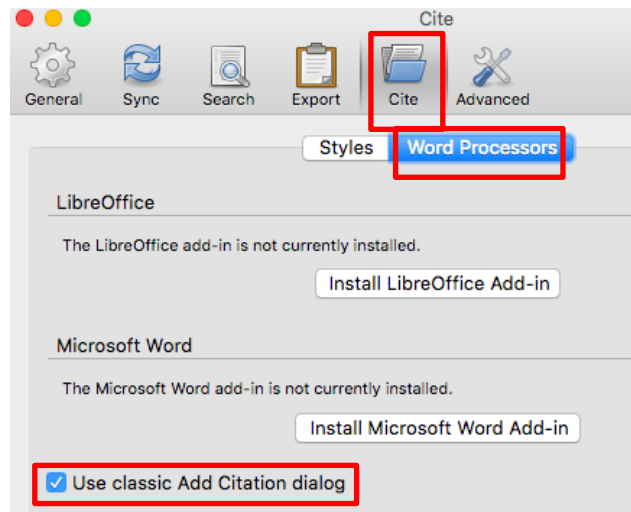 Cite
General Sync Search Export Cite Advanced
Styles Word Processors
LibreOffice
The LibreOffice add-in is not currently installed.
Install LibreOffice Add-in
Microsoft Word
The Microsoft Word add-in is not currently installed.
Install Microsoft Word Add-in
Use classic Add Citation dialog